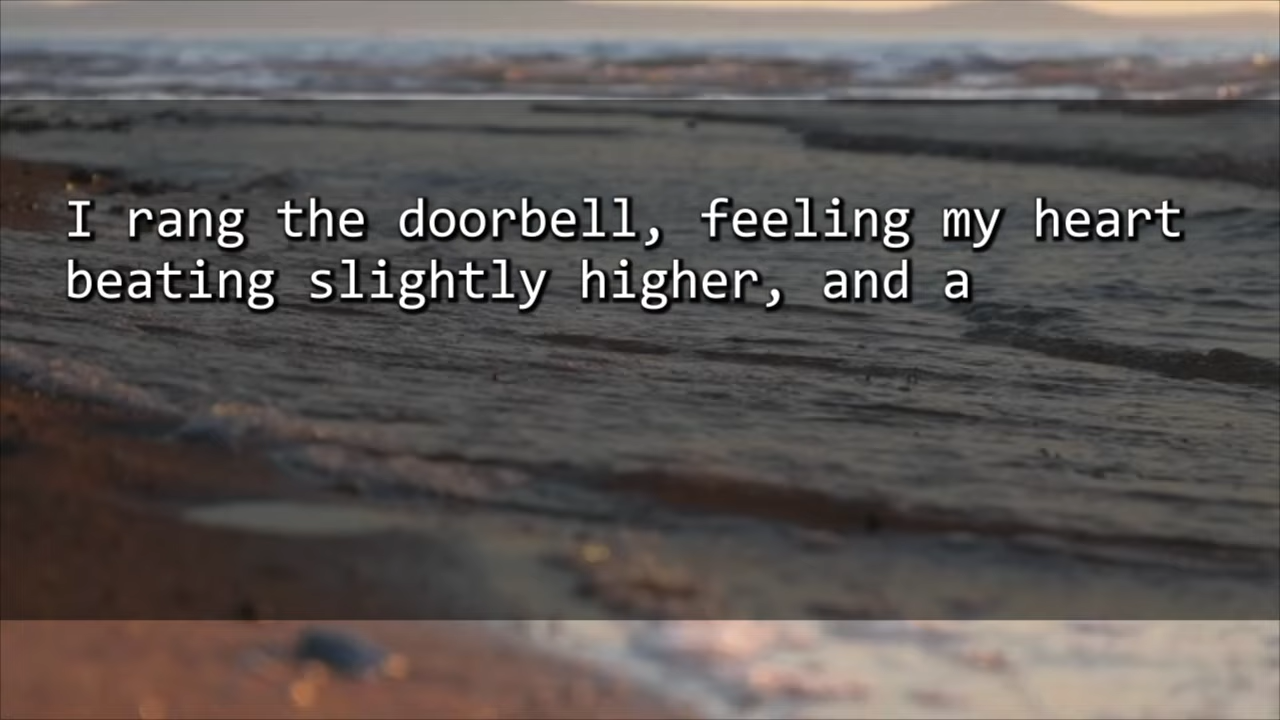 I rang the doorbell, feeling my heart
beating slightly higher, and a